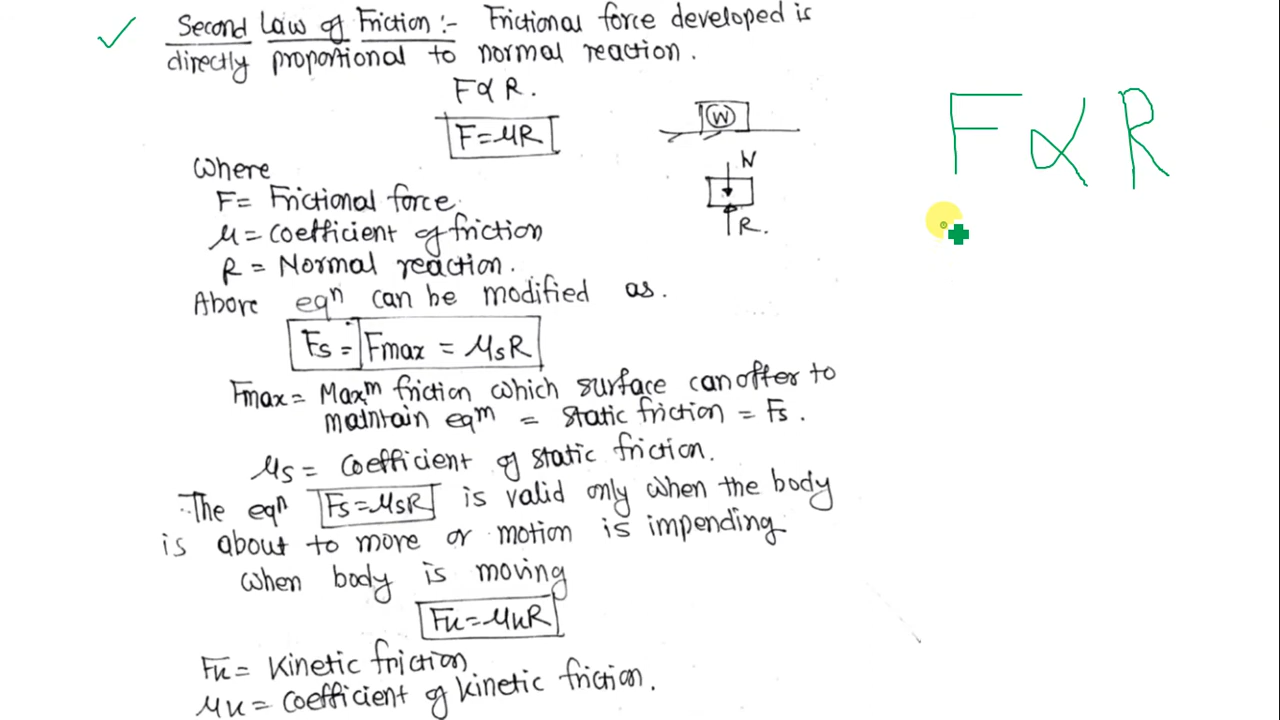 Second Law of Friction :- Frictional force developed is
directly proportional to normal reaction.
F ∝ R.
F = μR
Where
F = Frictional force.
μ = coefficient of friction
R = Normal reaction.
Above eqⁿ can be modified as.
Fs = Fmax = μsR
Fmax = Maxᵐ friction which surface can offer to
maintain eqᵐ = static friction = Fs.
μs = coefficient of static friction.
∴ The eqⁿ Fs = μsR is valid only when the body
is about to more or motion is impending
When body is moving
Fk = μkR
Fk = Kinetic friction
μk = coefficient of kinetic friction.
W
N
R.
F ∝ R